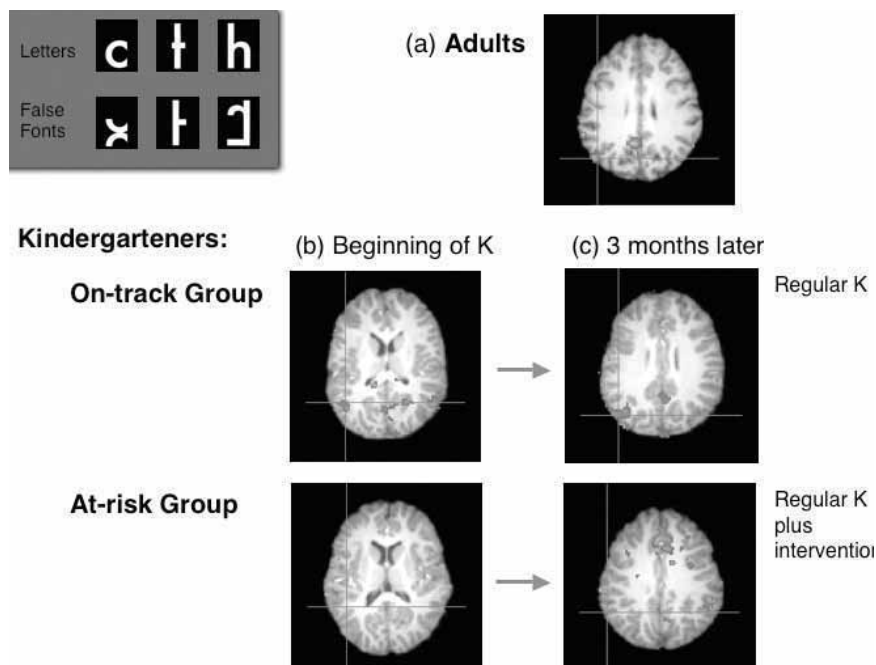 Letters c t h
False
Fonts
(a) Adults
Kindergarteners:
(b) Beginning of K
(c) 3 months later
On-track Group
Regular K
At-risk Group
Regular K
plus
intervention